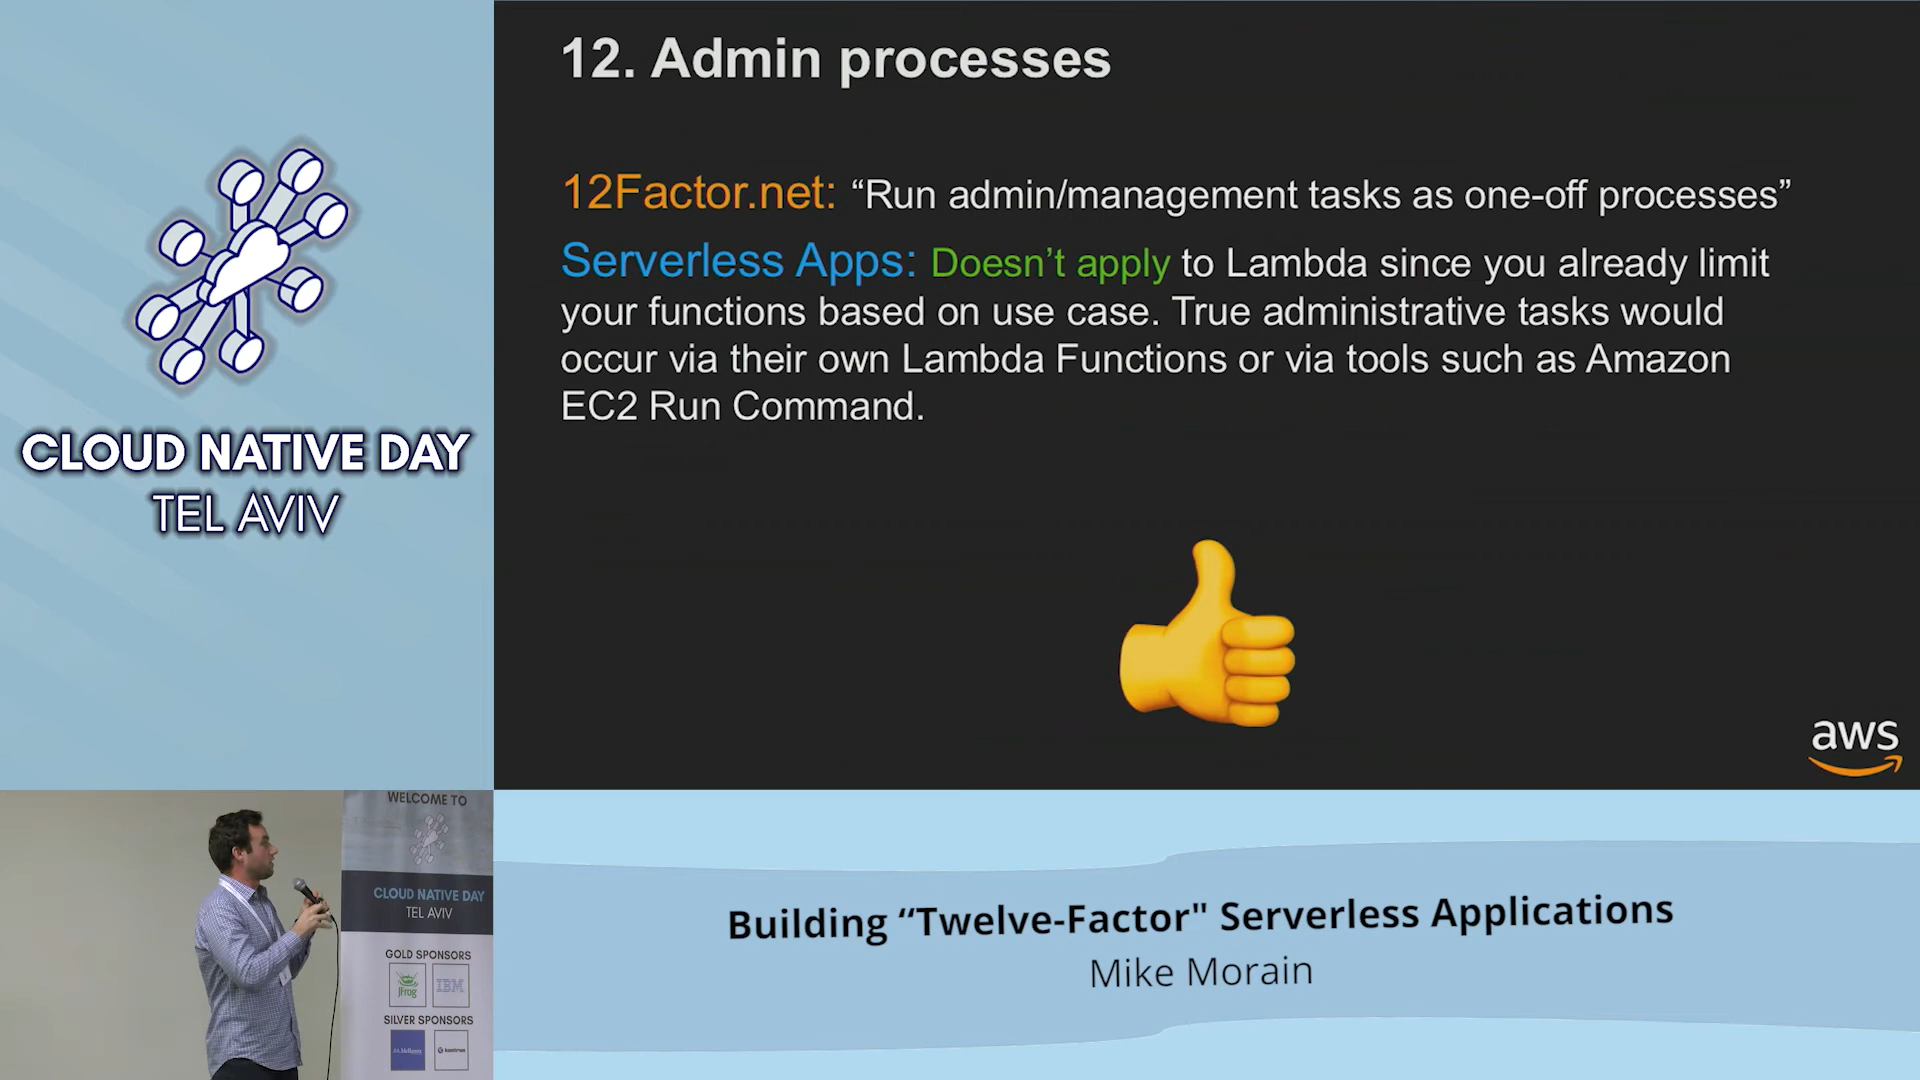 12. Admin processes
12Factor.net: “Run admin/management tasks as one-off processes”
Serverless Apps: Doesn’t apply to Lambda since you already limit
your functions based on use case. True administrative tasks would
occur via their own Lambda Functions or via tools such as Amazon
EC2 Run Command.
aws
CLOUD NATIVE DAY
TEL AVIV
WELCOME TO
CLOUD NATIVE DAY
TEL AVIV
GOLD SPONSORS
JFrog
IBM
SILVER SPONSORS
Building “Twelve-Factor" Serverless Applications
Mike Morain